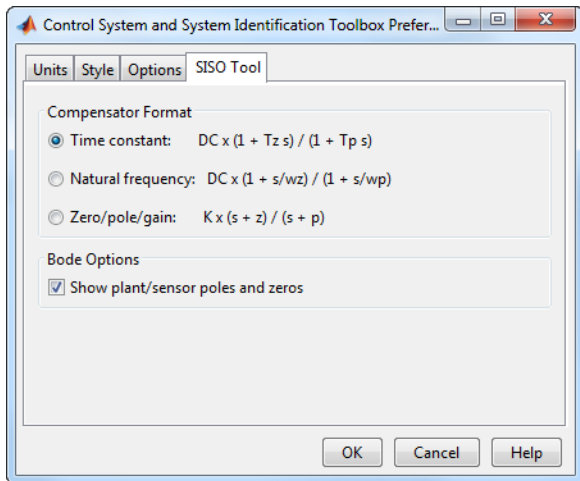 Control System and System Identification Toolbox Prefer...
Units Style Options SISO Tool
Compensator Format
Time constant: DC x (1 + Tz s) / (1 + Tp s)
Natural frequency: DC x (1 + s/wz) / (1 + s/wp)
Zero/pole/gain: K x (s + z) / (s + p)
Bode Options
Show plant/sensor poles and zeros
OK Cancel Help